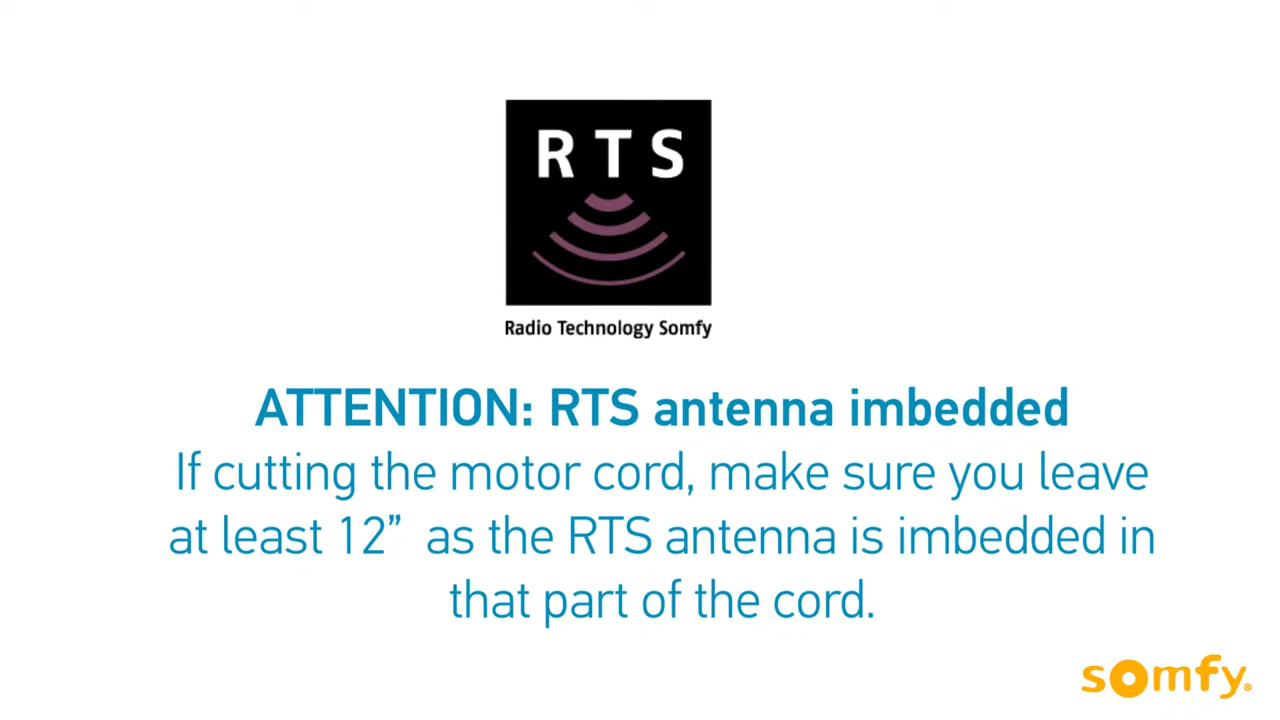 RTS
Radio Technology Somfy
ATTENTION: RTS antenna imbedded
If cutting the motor cord, make sure you leave
at least 12” as the RTS antenna is imbedded in
that part of the cord.
somfy®